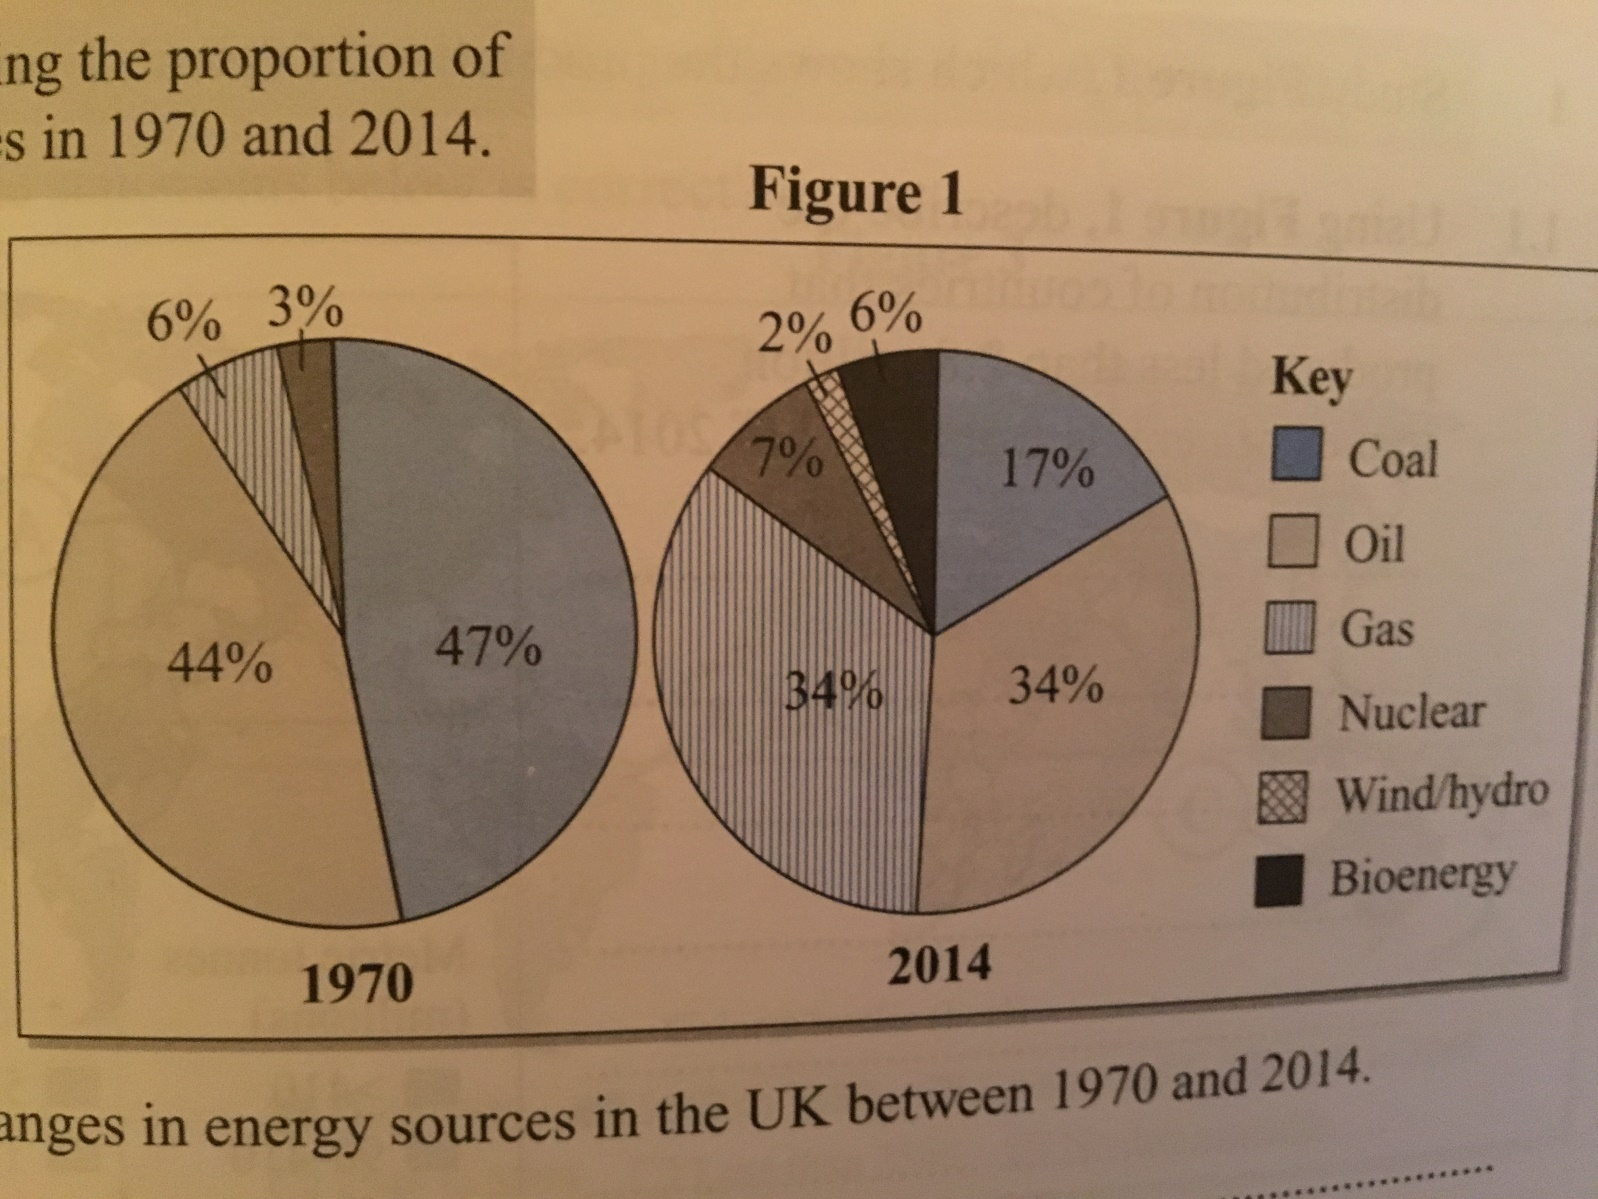 the proportion of
in 1970 and 2014.
Figure 1
6% 3%
44% 47%
1970
2% 6%
7% 17%
34% 34%
2014
Key
Coal
Oil
Gas
Nuclear
Wind/hydro
Bioenergy
in energy sources in the UK between 1970 and 2014.